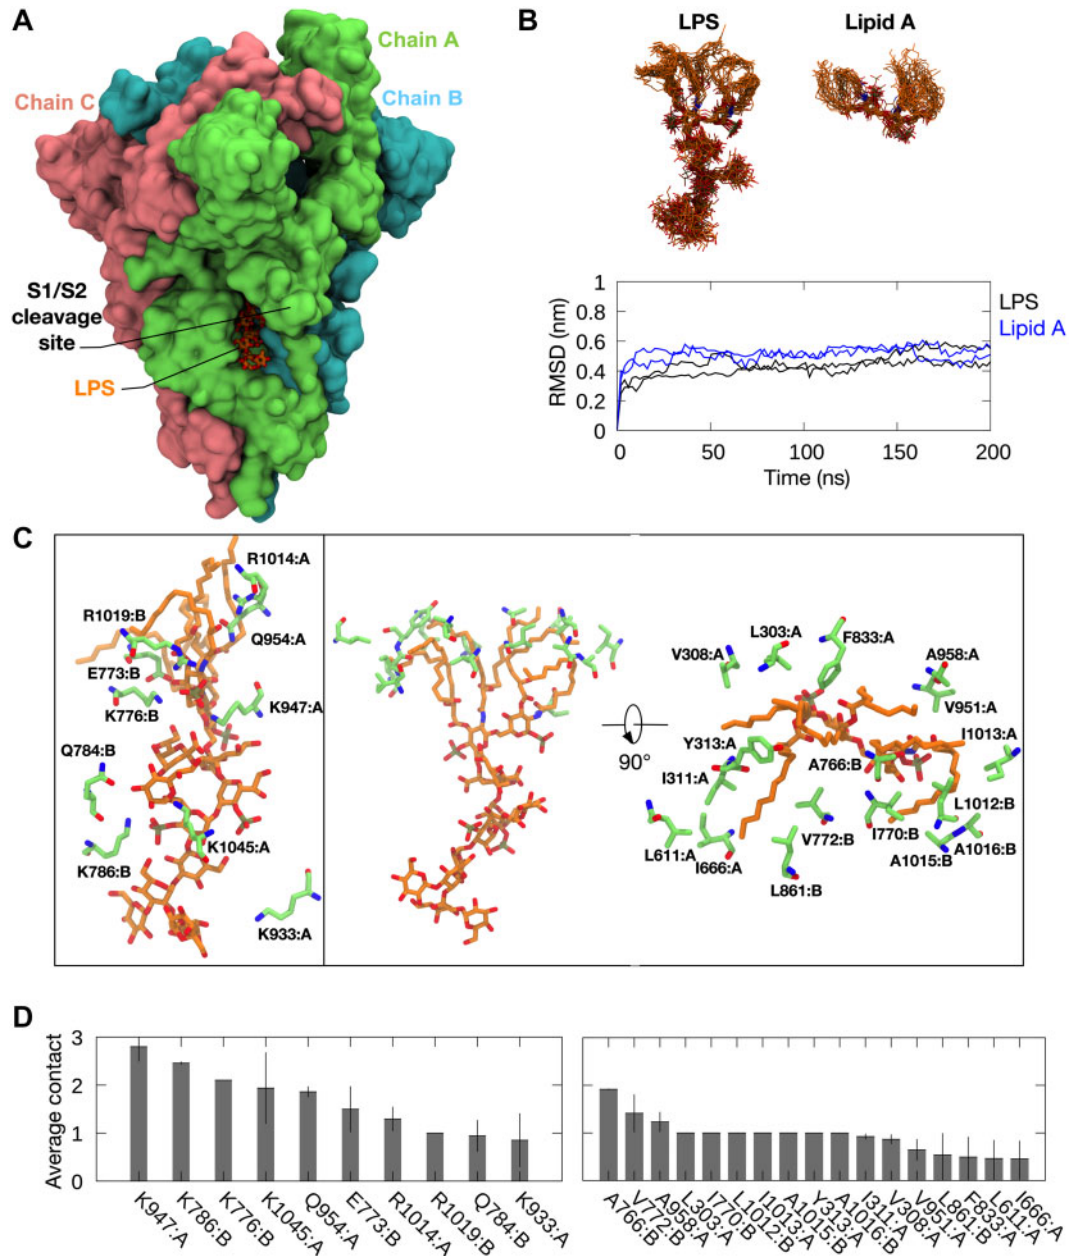 A
Chain A
Chain C
Chain B
S1/S2
cleavage
site
LPS
B
LPS
Lipid A
1
0.8
0.6
0.4
0.2
0
RMSD (nm)
0
50
100
150
200
Time (ns)
LPS
Lipid A
C
R1014:A
R1019:B
Q954:A
E773:B
K776:B
K947:A
Q784:B
K1045:A
K786:B
K933:A
90°
L303:A
F833:A
V308:A
A958:A
V951:A
Y313:A
I1013:A
A766:B
I311:A
L1012:B
V772:B
I770:B
L611:A
I666:A
A1016:B
A1015:B
L861:B
D
Average contact
3
2
1
0
K947:A
K786:B
K776:B
K1045:A
Q954:A
E773:B
R1014:A
R1019:B
Q784:B
K933:A
A766:B
V772:B
A958:A
L303:A
I770:B
L1012:B
I1013:A
A1015:B
Y313:A
A1016:B
I311:A
V308:A
V951:A
L861:B
F833:A
L611:A
I666:A